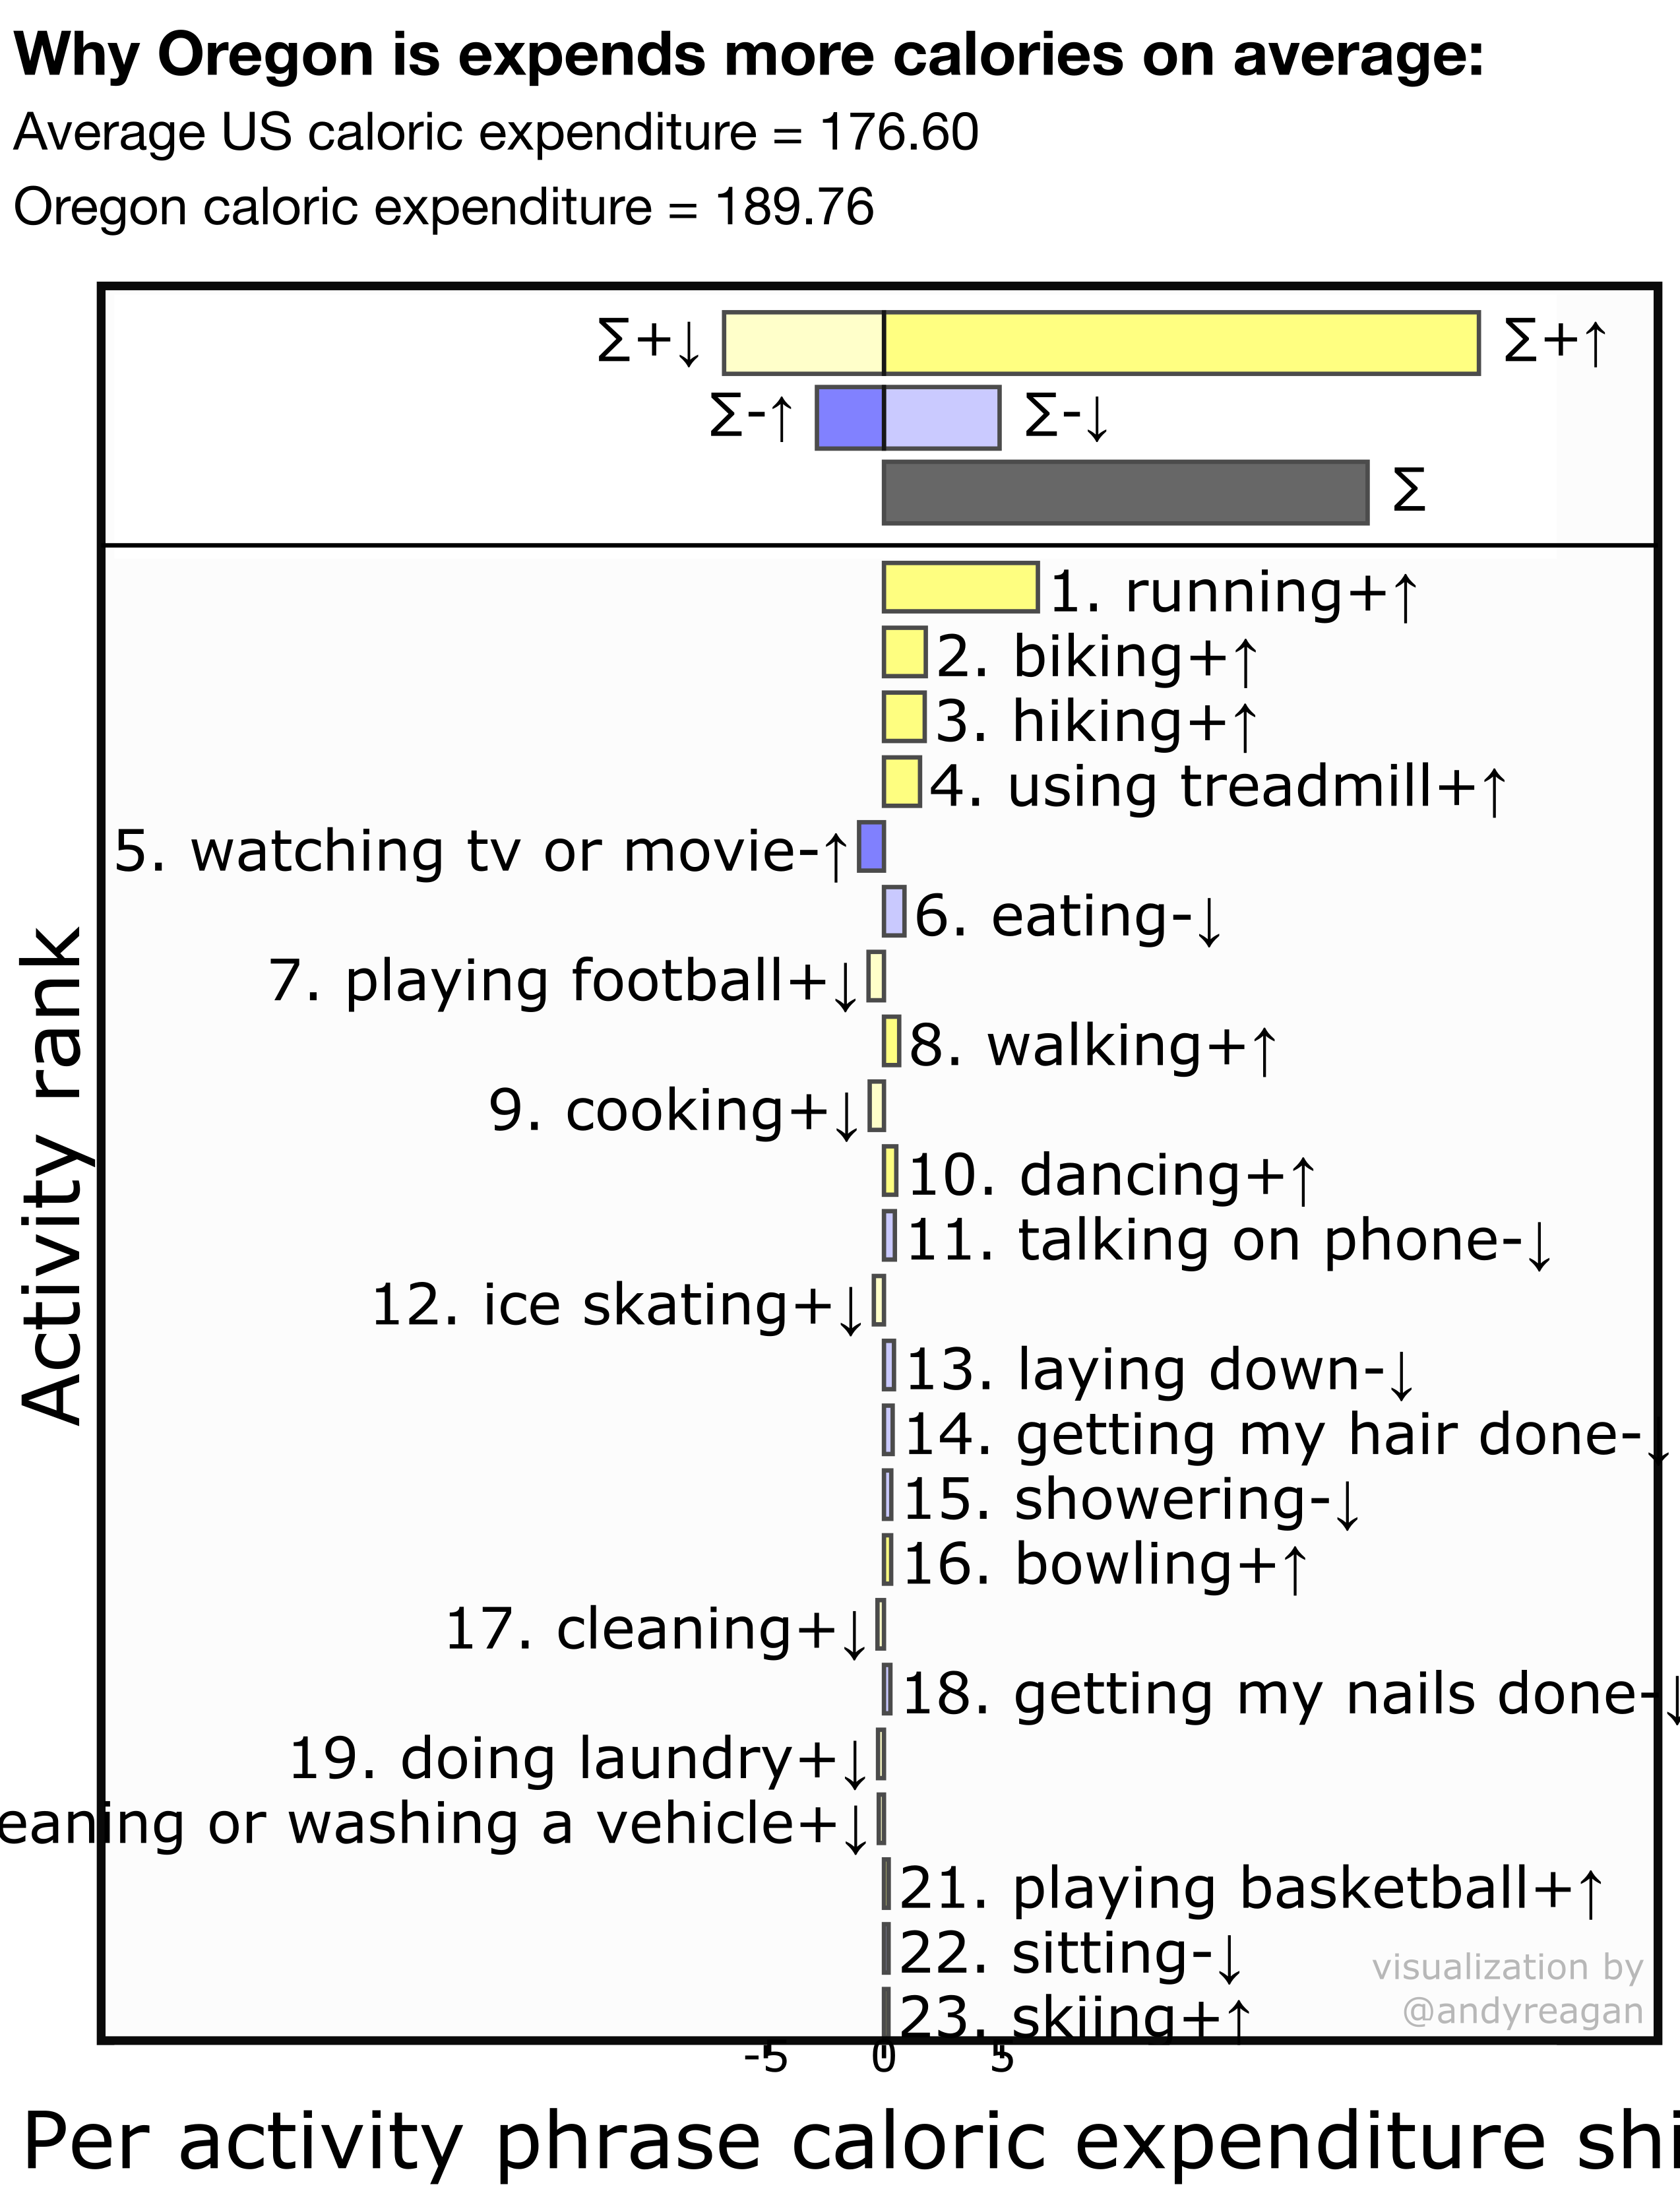 Why Oregon is expends more calories on average:
Average US caloric expenditure = 176.60
Oregon caloric expenditure = 189.76
∑+↓ ∑+↑
∑-↑ ∑-↓
∑
1. running+↑
2. biking+↑
3. hiking+↑
4. using treadmill+↑
5. watching tv or movie-↑
6. eating-↓
7. playing football+↓
8. walking+↑
9. cooking+↓
10. dancing+↑
11. talking on phone-↓
12. ice skating+↓
13. laying down-↓
14. getting my hair done-↓
15. showering-↓
16. bowling+↑
17. cleaning+↓
18. getting my nails done-↓
19. doing laundry+↓
eaning or washing a vehicle+↓
21. playing basketball+↑
22. sitting-↓
23. skiing+↑
Activity rank
visualization by
@andyreagan
-5 0 5
Per activity phrase caloric expenditure shi